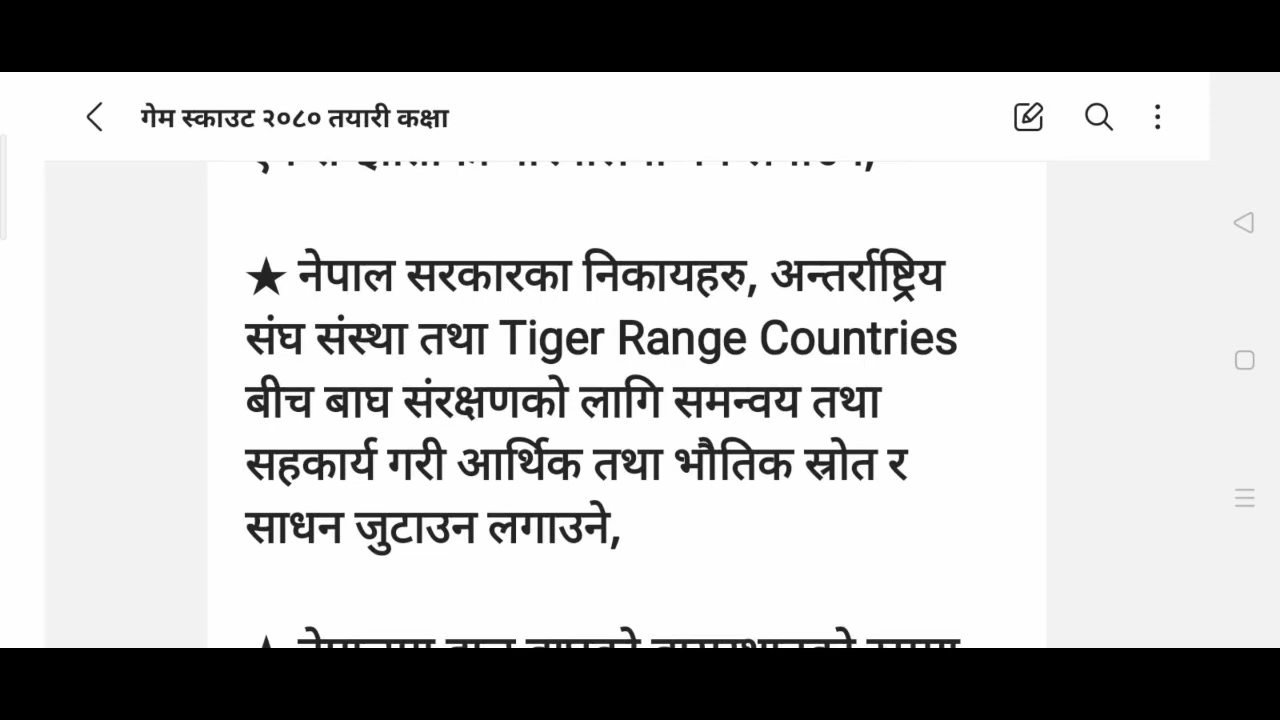 गेम स्काउट २०८० तयारी कक्षा
★ नेपाल सरकारका निकायहरु, अन्तर्राष्ट्रिय
संघ संस्था तथा Tiger Range Countries
बीच बाघ संरक्षणको लागि समन्वय तथा
सहकार्य गरी आर्थिक तथा भौतिक स्रोत र
साधन जुटाउन लगाउने,